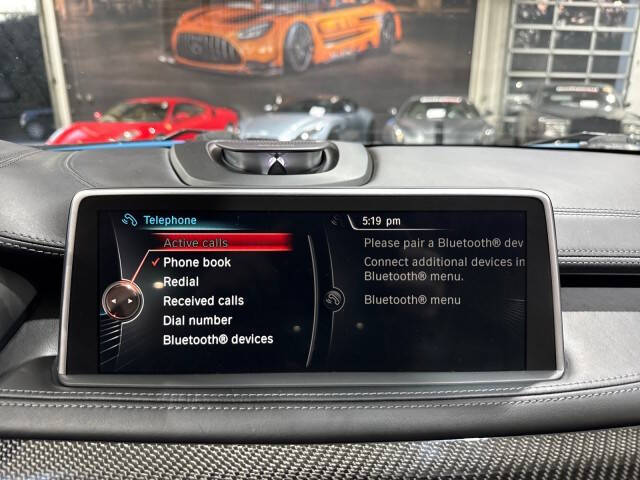 Telephone
5:19 pm
Active calls
Phone book
Redial
Received calls
Dial number
Bluetooth® devices
Please pair a Bluetooth® dev
Connect additional devices in
Bluetooth® menu.
Bluetooth® menu